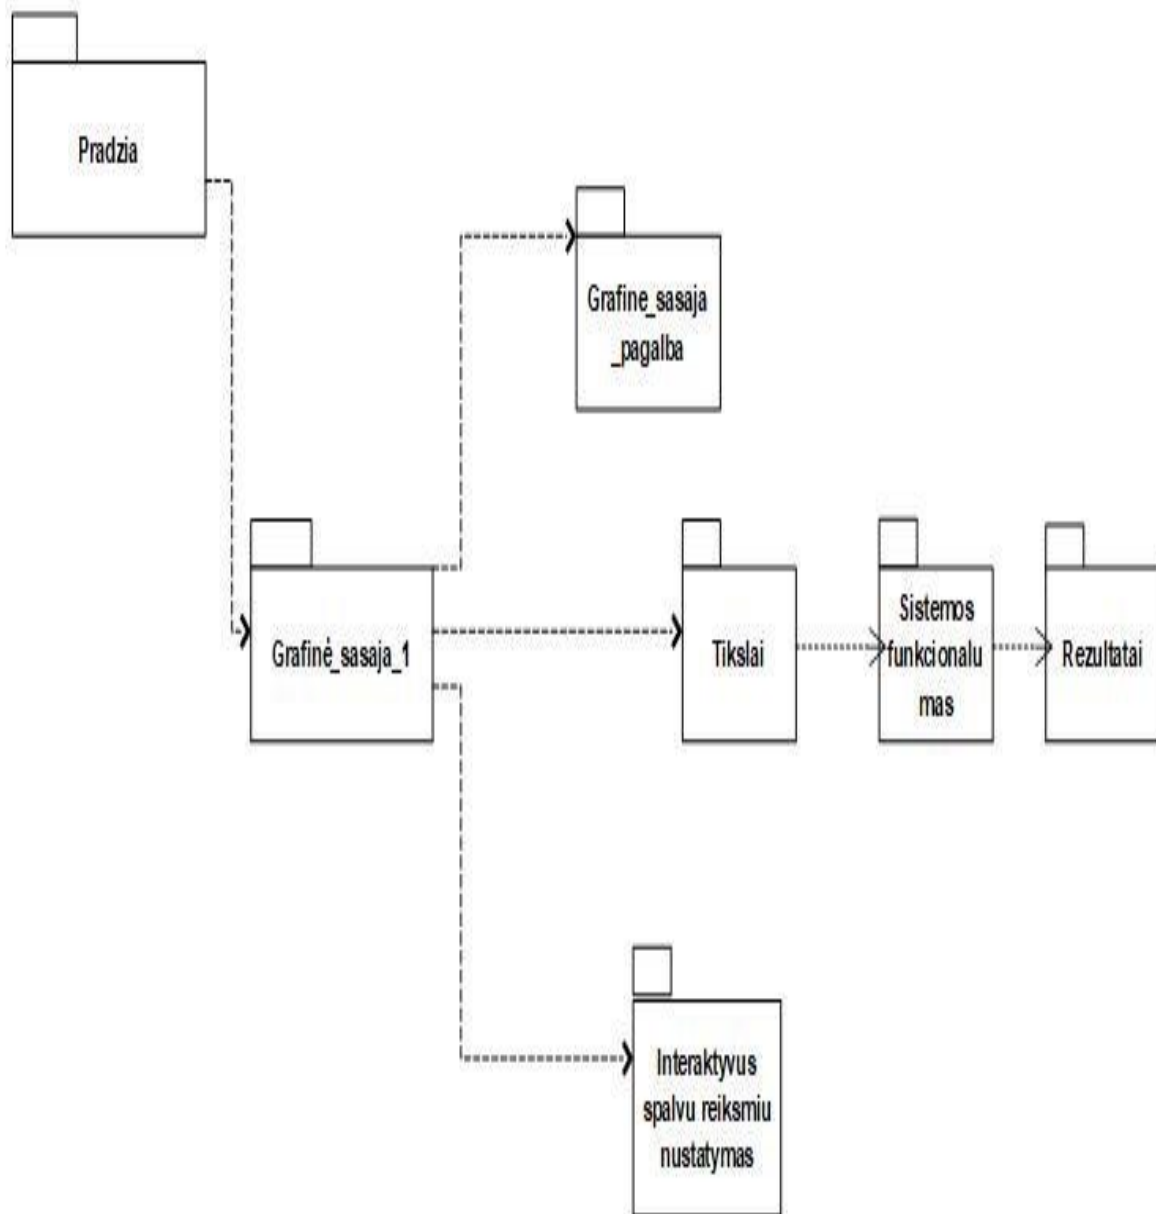 Pradzia
Grafine_sasaja
_pagalba
Grafinė_sasaja_1
Tikslai
Sistemos
funkcionalu
mas
Rezultatai
Interaktyvus
spalvu reiksmiu
nustatymas